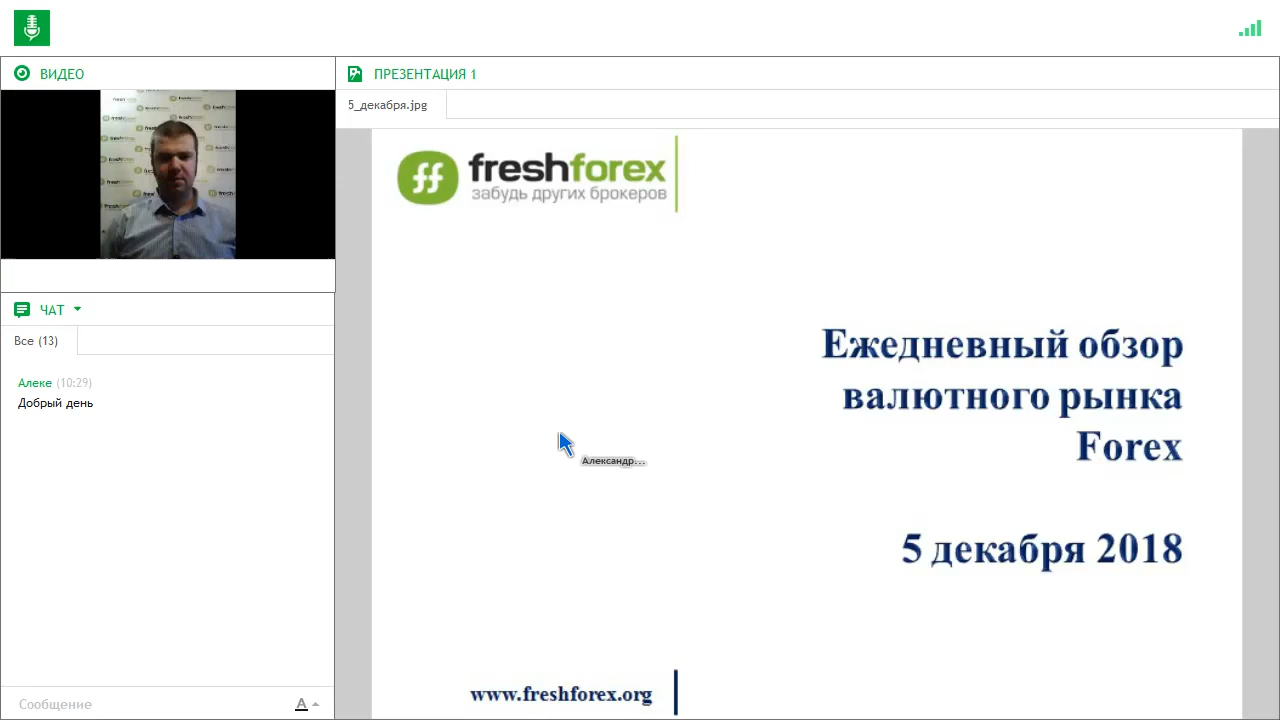 ВИДЕО
ПРЕЗЕНТАЦИЯ 1
5_декабря.jpg
freshforex
забудь других брокеров
ЧАТ
Все (13)
Алеке (10:29)
Добрый день
Ежедневный обзор
валютного рынка
Forex
Александр...
5 декабря 2018
www.freshforex.org
Сообщение
A